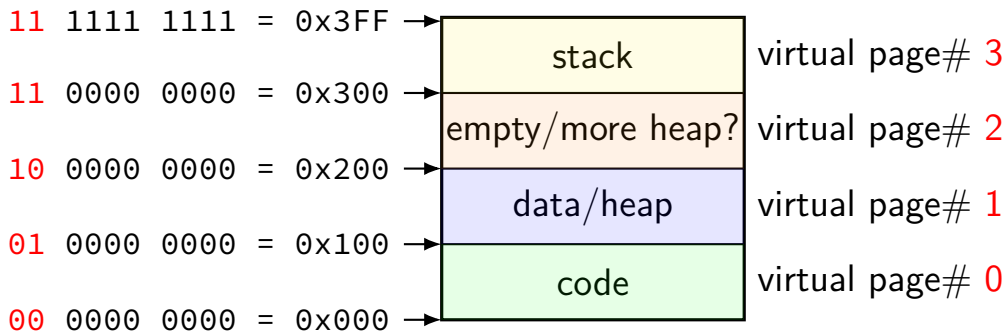 11 1111 1111 = 0x3FF
stack
virtual page# 3
11 0000 0000 = 0x300
empty/more heap?
virtual page# 2
10 0000 0000 = 0x200
data/heap
virtual page# 1
01 0000 0000 = 0x100
code
virtual page# 0
00 0000 0000 = 0x000